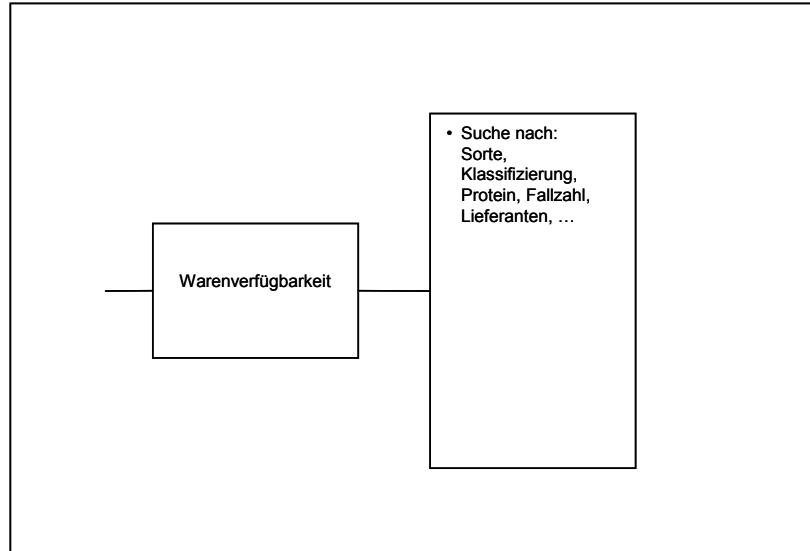 • Suche nach:
Sorte,
Klassifizierung,
Protein, Fallzahl,
Lieferanten, …
Warenverfügbarkeit